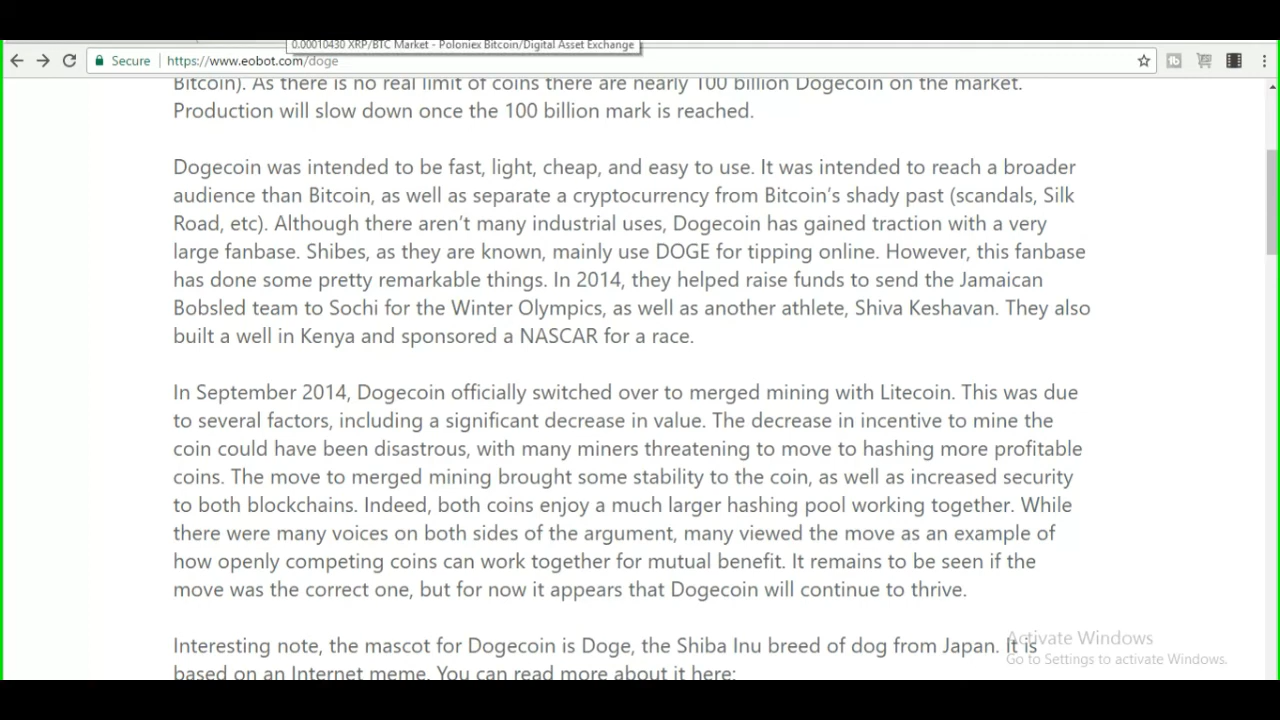 0.00010430 XRP/BTC Market - Poloniex Bitcoin/Digital Asset Exchange
Secure
https://www.eobot.com/doge
Bitcoin). As there is no real limit of coins there are nearly 100 billion Dogecoin on the market.
Production will slow down once the 100 billion mark is reached.
Dogecoin was intended to be fast, light, cheap, and easy to use. It was intended to reach a broader
audience than Bitcoin, as well as separate a cryptocurrency from Bitcoin’s shady past (scandals, Silk
Road, etc). Although there aren’t many industrial uses, Dogecoin has gained traction with a very
large fanbase. Shibes, as they are known, mainly use DOGE for tipping online. However, this fanbase
has done some pretty remarkable things. In 2014, they helped raise funds to send the Jamaican
Bobsled team to Sochi for the Winter Olympics, as well as another athlete, Shiva Keshavan. They also
built a well in Kenya and sponsored a NASCAR for a race.
In September 2014, Dogecoin officially switched over to merged mining with Litecoin. This was due
to several factors, including a significant decrease in value. The decrease in incentive to mine the
coin could have been disastrous, with many miners threatening to move to hashing more profitable
coins. The move to merged mining brought some stability to the coin, as well as increased security
to both blockchains. Indeed, both coins enjoy a much larger hashing pool working together. While
there were many voices on both sides of the argument, many viewed the move as an example of
how openly competing coins can work together for mutual benefit. It remains to be seen if the
move was the correct one, but for now it appears that Dogecoin will continue to thrive.
Interesting note, the mascot for Dogecoin is Doge, the Shiba Inu breed of dog from Japan. It is
based on an Internet meme. You can read more about it here:
Activate Windows
Go to Settings to activate Windows.